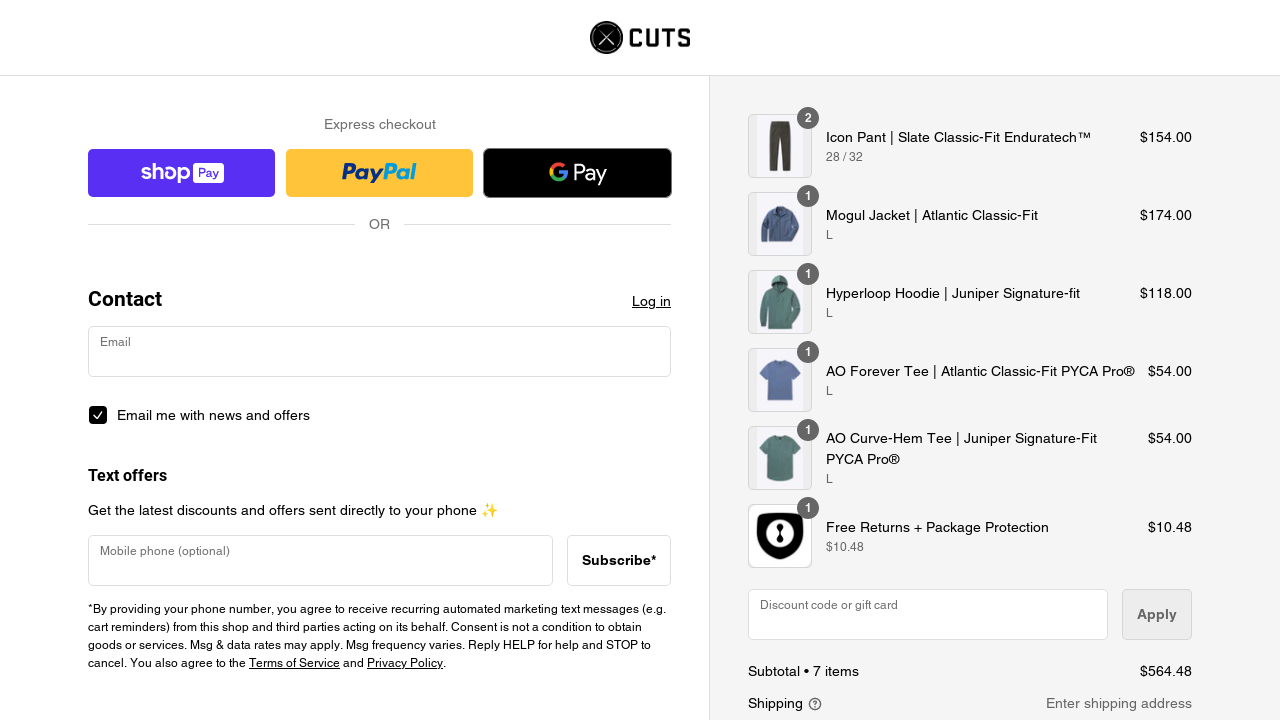 CUTS
Express checkout
shop Pay
PayPal
G Pay
OR
Contact
Log in
Email
Email me with news and offers
Text offers
Get the latest discounts and offers sent directly to your phone ✨
Mobile phone (optional)
Subscribe*
*By providing your phone number, you agree to receive recurring automated marketing text messages (e.g.
cart reminders) from this shop and third parties acting on its behalf. Consent is not a condition to obtain
goods or services. Msg & data rates may apply. Msg frequency varies. Reply HELP for help and STOP to
cancel. You also agree to the Terms of Service and Privacy Policy.
2
Icon Pant | Slate Classic-Fit Enduratech™ $154.00
28 / 32
1
Mogul Jacket | Atlantic Classic-Fit $174.00
L
1
Hyperloop Hoodie | Juniper Signature-fit $118.00
L
1
AO Forever Tee | Atlantic Classic-Fit PYCA Pro® $54.00
L
1
AO Curve-Hem Tee | Juniper Signature-Fit $54.00
PYCA Pro®
L
1
Free Returns + Package Protection $10.48
$10.48
Discount code or gift card
Apply
Subtotal • 7 items $564.48
Shipping Enter shipping address